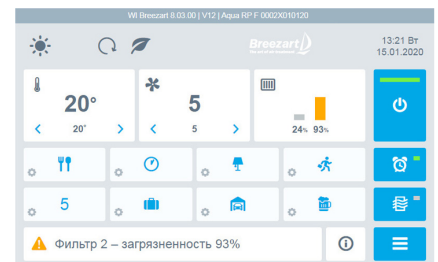 WI Breezart 8.03.00 | V12 | Aqua RP F 0002X010120
Breezart
13:21 Вт
15.01.2020
20°
20°
5
5
24% 93%
5
Фильтр 2 – загрязненность 93%